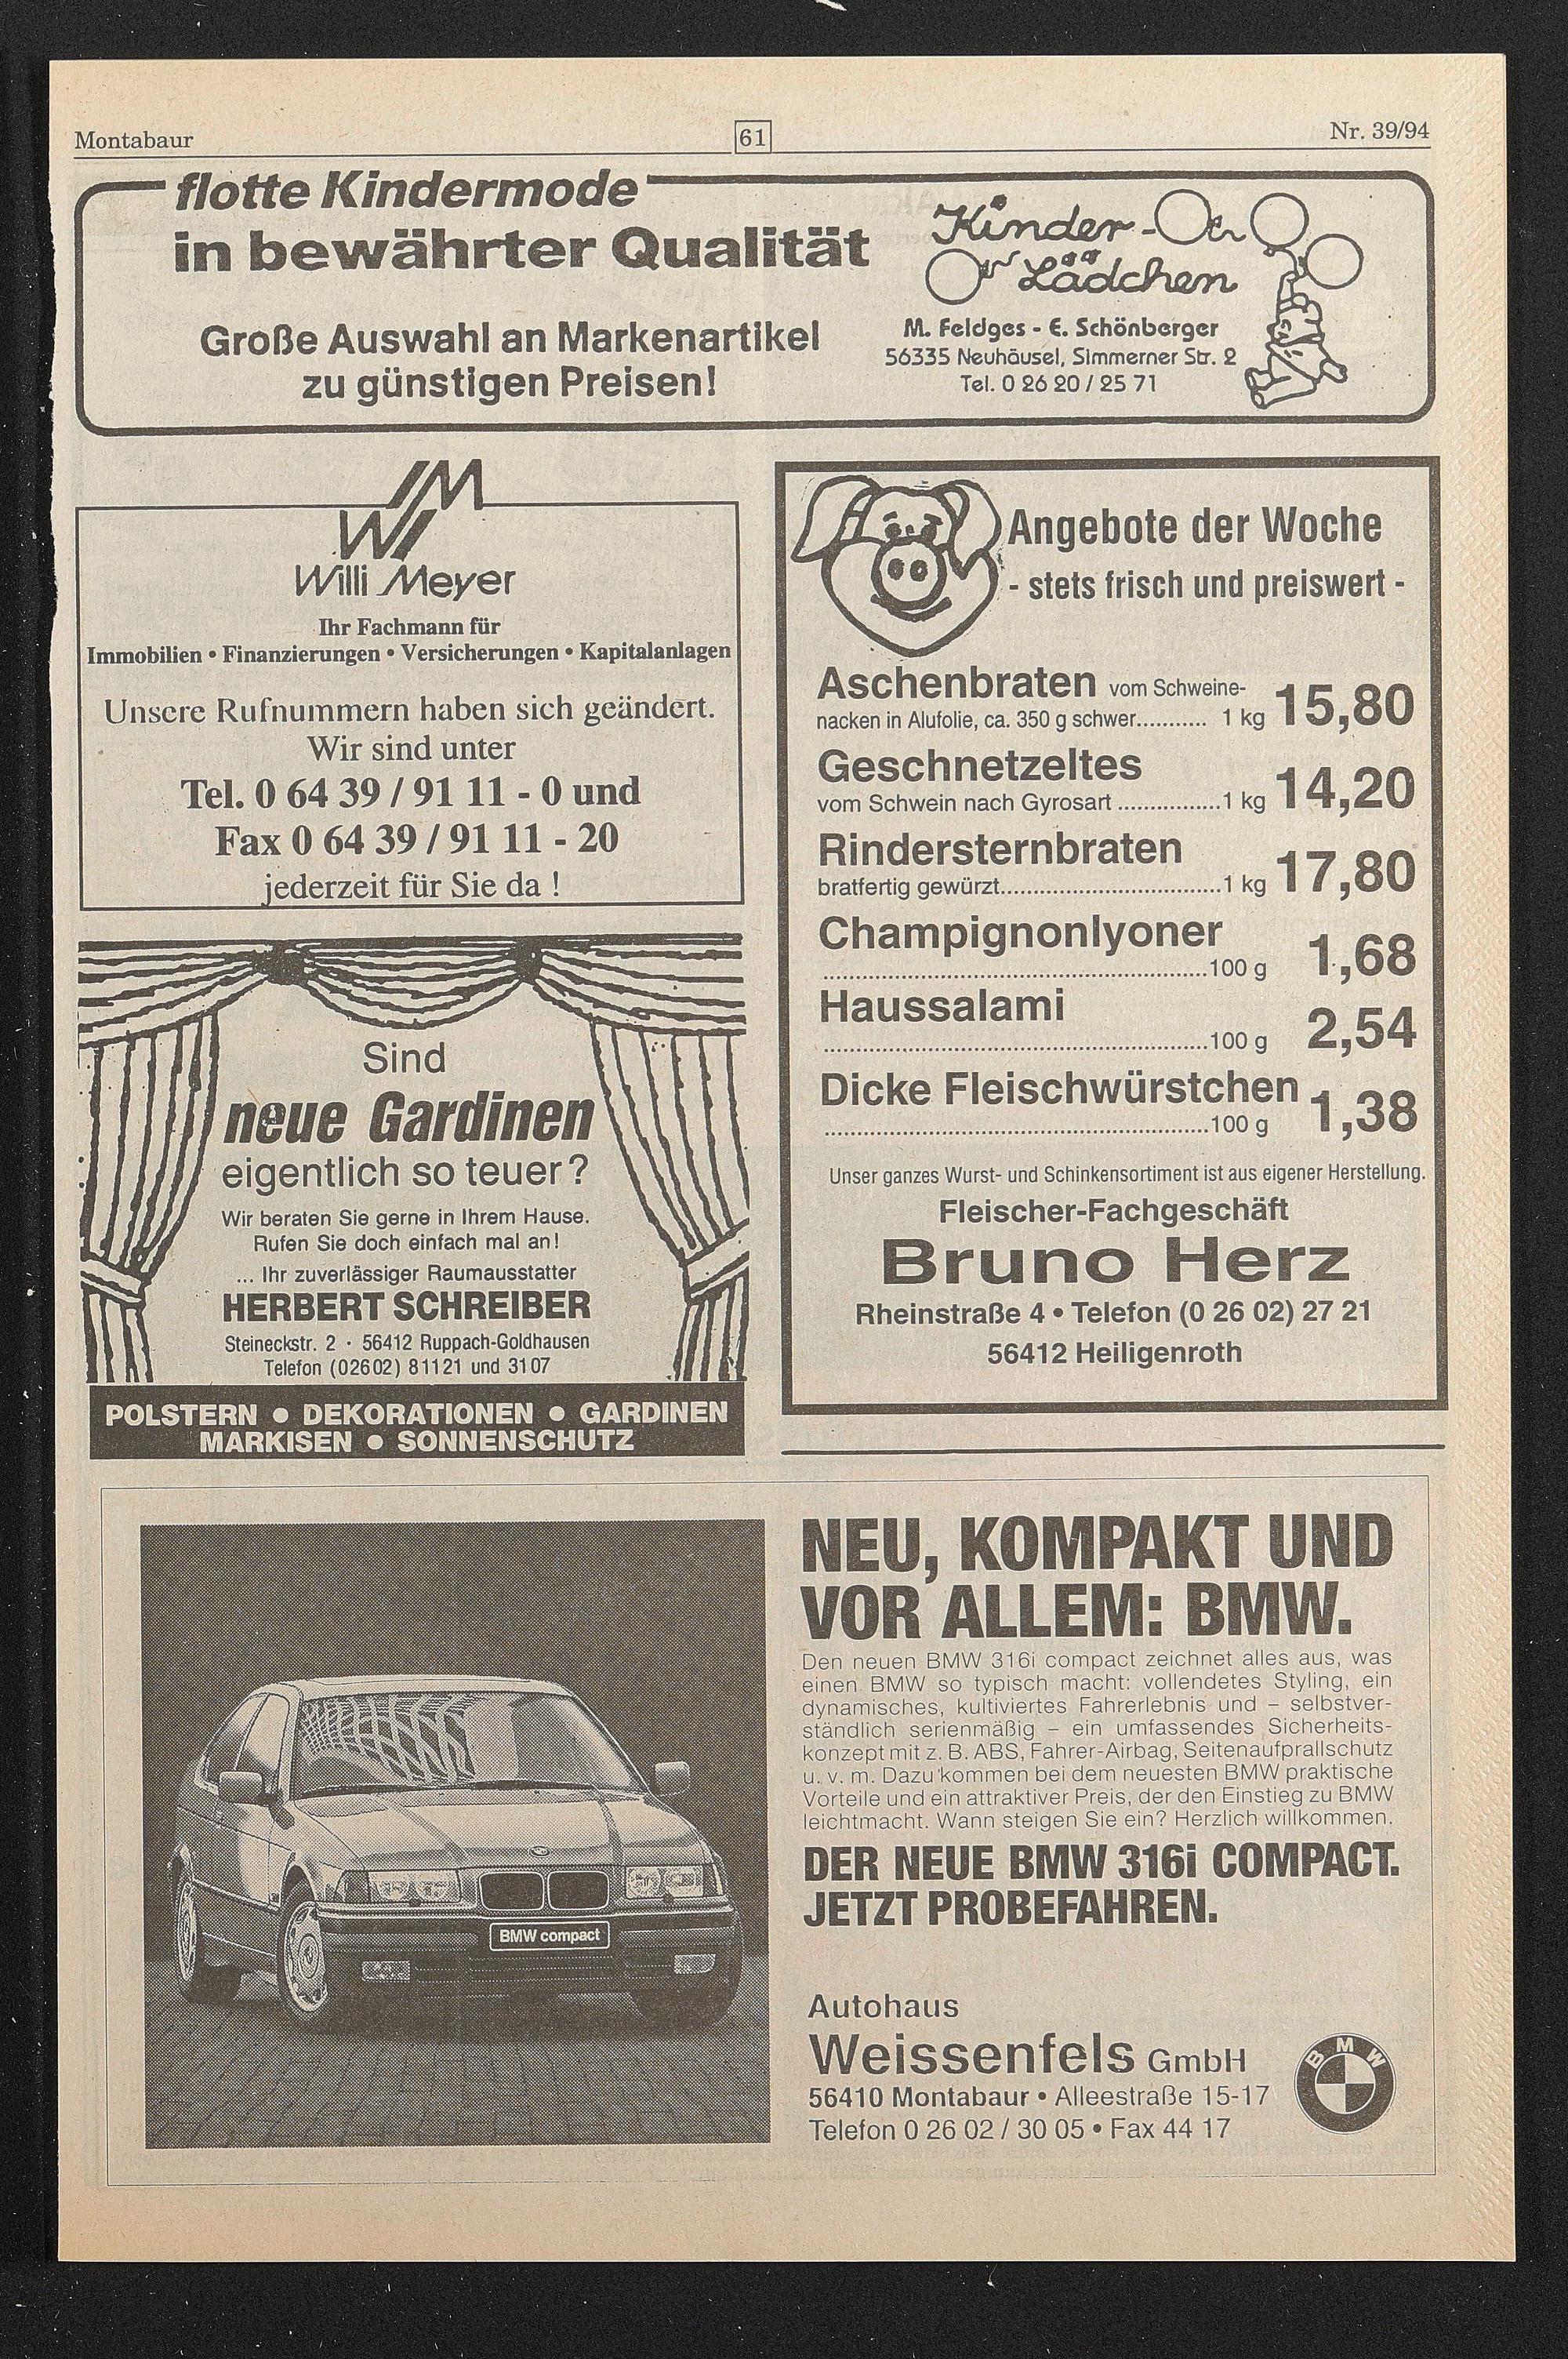 Montabaur
61
Nr. 39/94
flotte Kindermode
in bewährter Qualität
Große Auswahl an Markenartikel
zu günstigen Preisen!
Kinder-
Lädchen
M. Feldges - E. Schönberger
56335 Neuhäusel, Simmerner Str. 2
Tel. 0 26 20 / 25 71
WM
Willi Meyer
Ihr Fachmann für
Immobilien • Finanzierungen • Versicherungen • Kapitalanlagen
Unsere Rufnummern haben sich geändert.
Wir sind unter
Tel. 0 64 39 / 91 11 - 0 und
Fax 0 64 39 / 91 11 - 20
jederzeit für Sie da !
Sind
neue Gardinen
eigentlich so teuer?
Wir beraten Sie gerne in Ihrem Hause.
Rufen Sie doch einfach mal an!
... Ihr zuverlässiger Raumausstatter
HERBERT SCHREIBER
Steineckstr. 2 · 56412 Ruppach-Goldhausen
Telefon (02602) 81121 und 3107
POLSTERN ● DEKORATIONEN ● GARDINEN
MARKISEN ● SONNENSCHUTZ
Angebote der Woche
- stets frisch und preiswert -
Aschenbraten vom Schweine-
nacken in Alufolie, ca. 350 g schwer........... 1 kg 15,80
Geschnetzeltes
vom Schwein nach Gyrosart ................1 kg 14,20
Rindersternbraten
bratfertig gewürzt..................................1 kg 17,80
Champignonlyoner
...........................................................100 g 1,68
Haussalami
...........................................................100 g 2,54
Dicke Fleischwürstchen
...........................................................100 g 1,38
Unser ganzes Wurst- und Schinkensortiment ist aus eigener Herstellung.
Fleischer-Fachgeschäft
Bruno Herz
Rheinstraße 4 • Telefon (0 26 02) 27 21
56412 Heiligenroth
BMW compact
NEU, KOMPAKT UND
VOR ALLEM: BMW.
Den neuen BMW 316i compact zeichnet alles aus, was
einen BMW so typisch macht: vollendetes Styling, ein
dynamisches, kultiviertes Fahrerlebnis und – selbstver-
ständlich serienmäßig – ein umfassendes Sicherheits-
konzept mit z. B. ABS, Fahrer-Airbag, Seitenaufprallschutz
u. v. m. Dazu kommen bei dem neuesten BMW praktische
Vorteile und ein attraktiver Preis, der den Einstieg zu BMW
leichtmacht. Wann steigen Sie ein? Herzlich willkommen.
DER NEUE BMW 316i COMPACT.
JETZT PROBEFAHREN.
Autohaus
Weissenfels GmbH
56410 Montabaur • Alleestraße 15-17
Telefon 0 26 02 / 30 05 • Fax 44 17
BMW